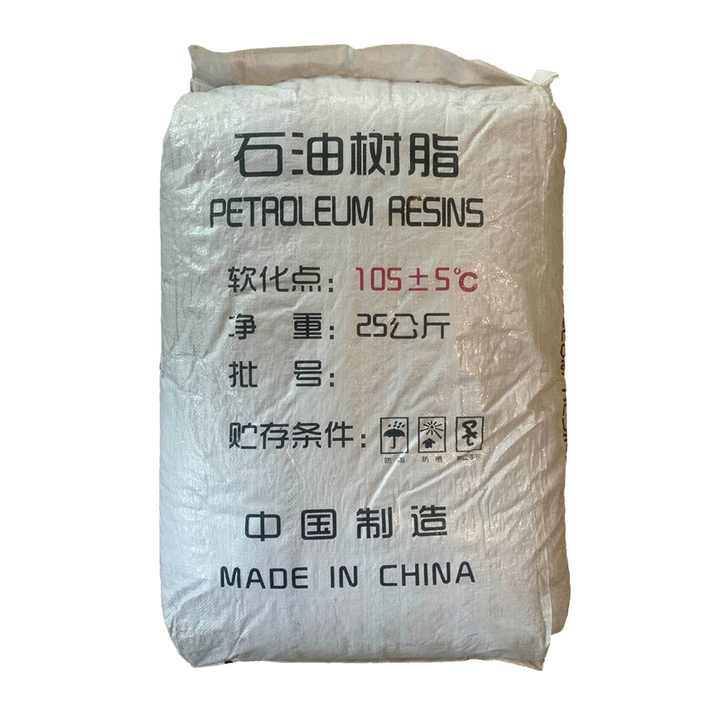 石油树脂
PETROLEUM RESINS
软化点：105±5℃
净 重：25公斤
批 号：
贮存条件：
中国制造
MADE IN CHINA